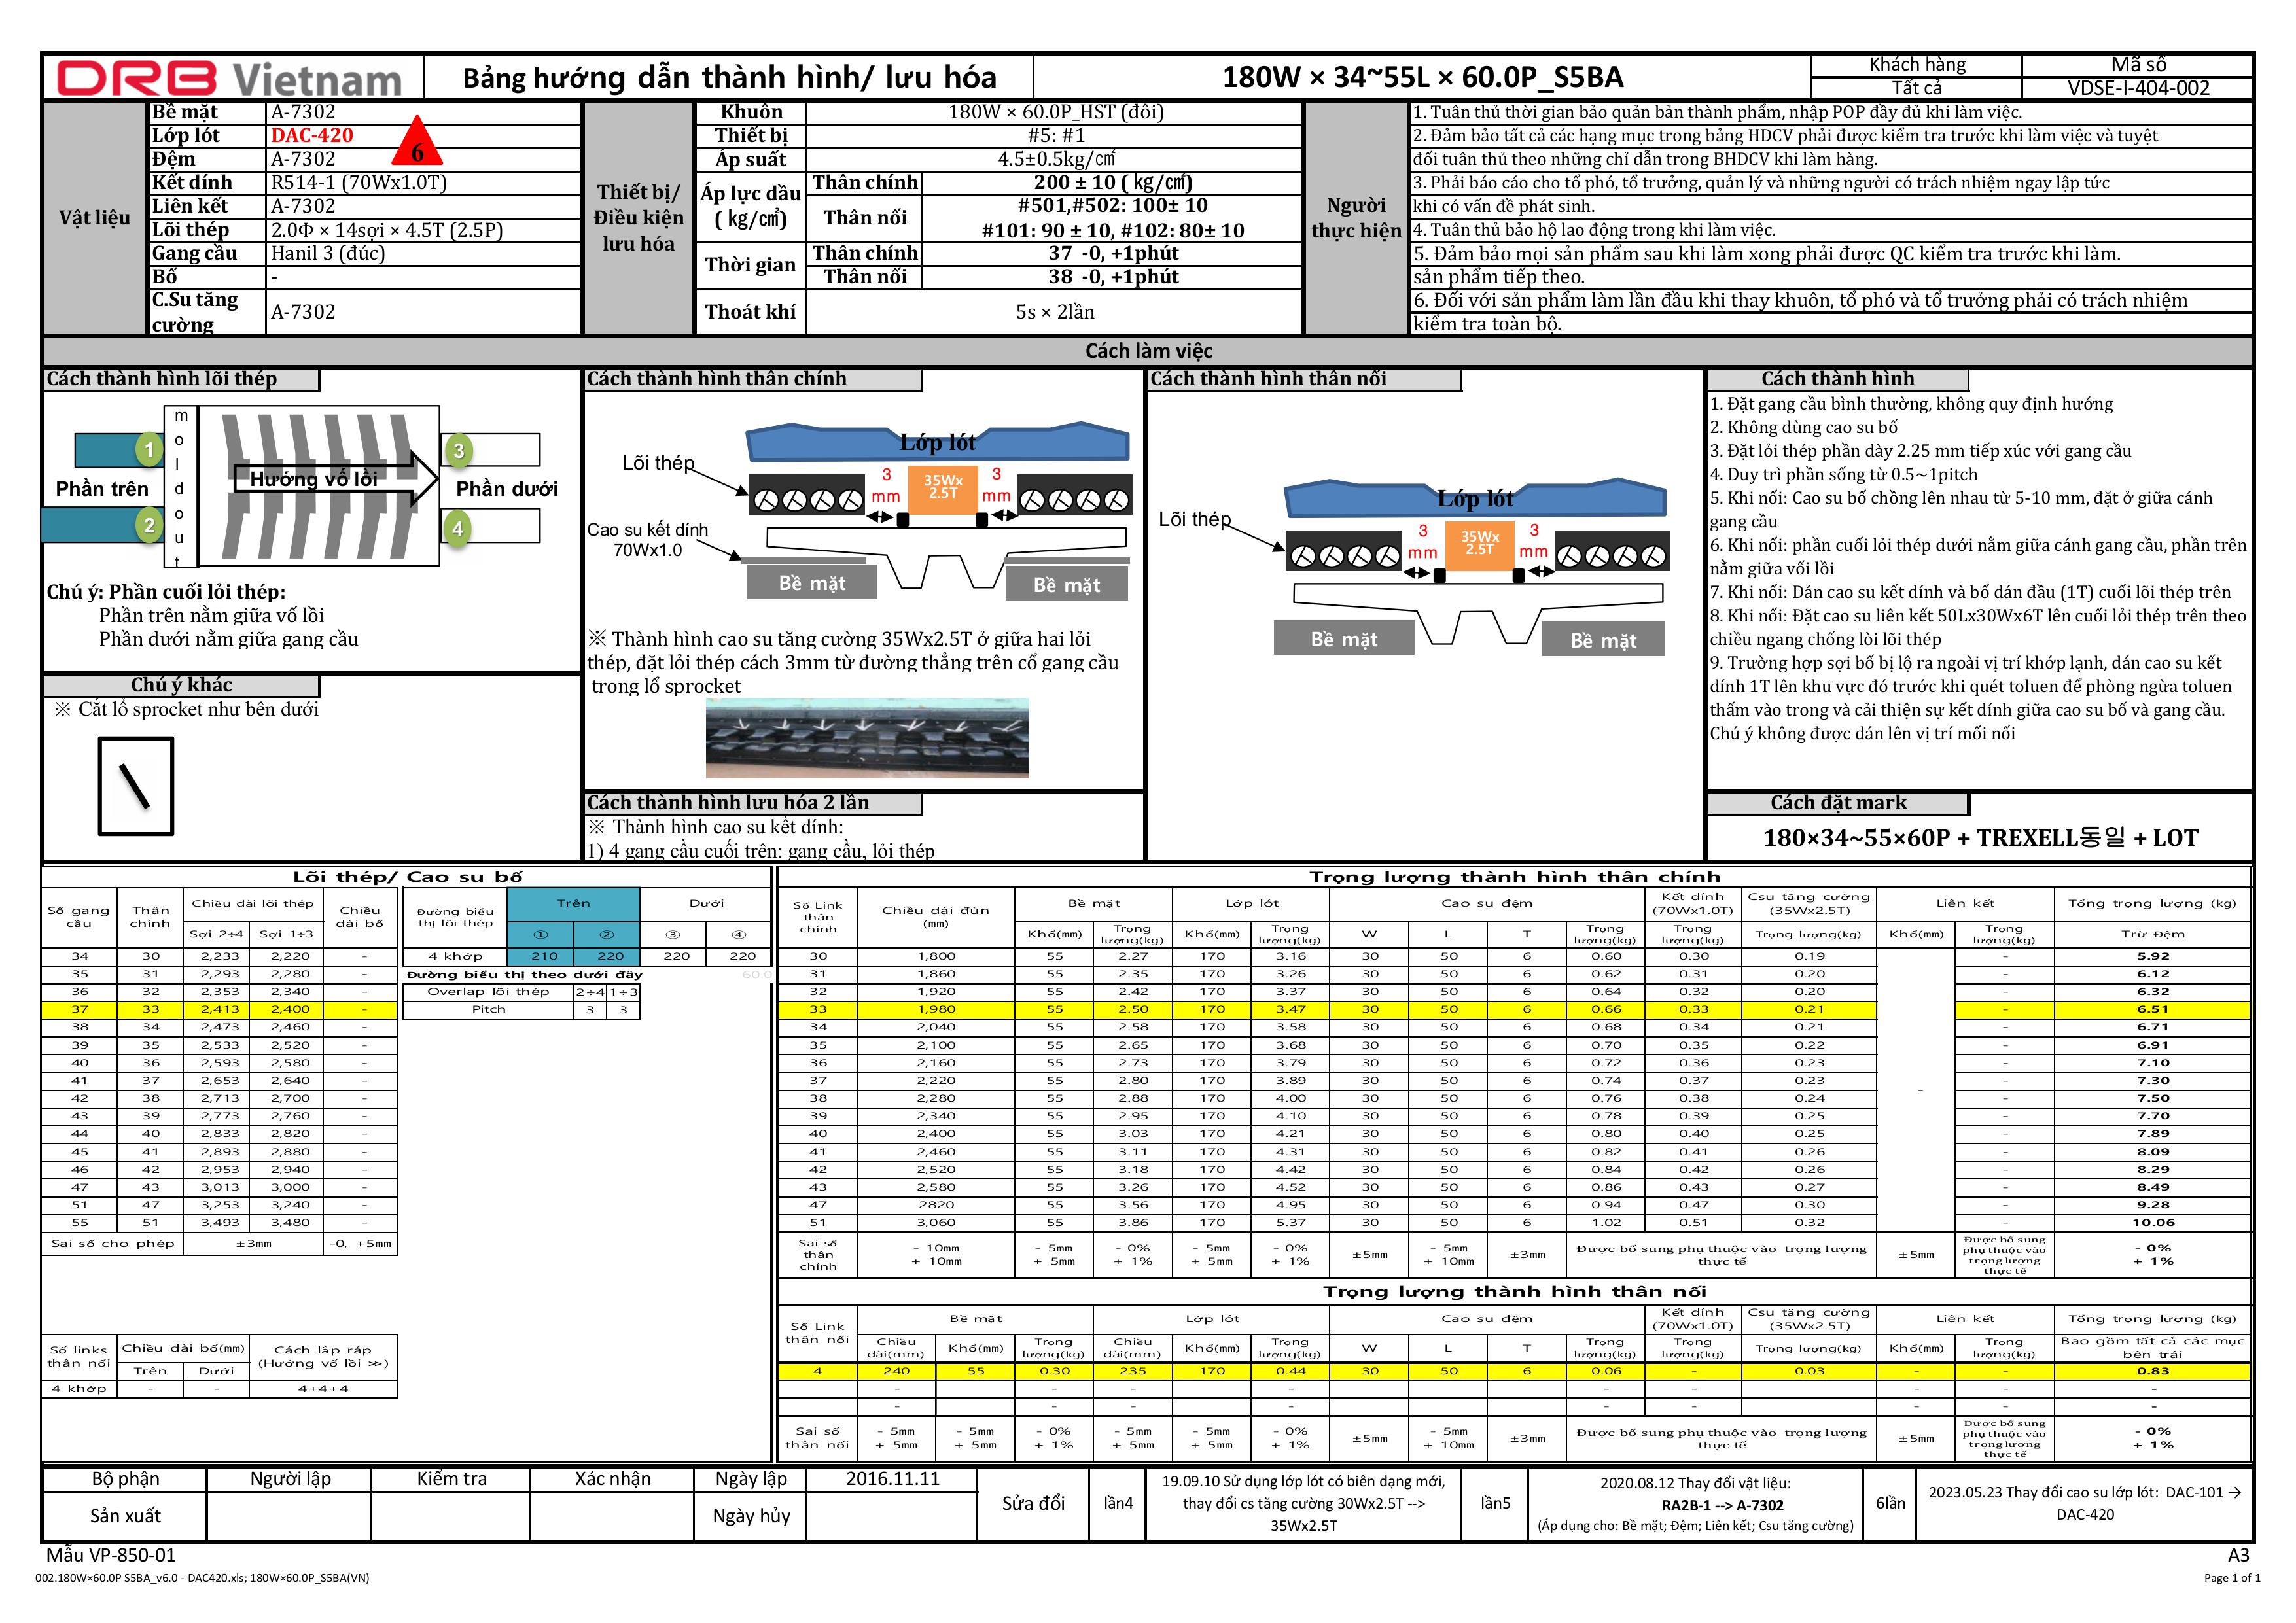 DRB Vietnam
Bảng hướng dẫn thành hình/ lưu hóa
180W × 34~55L × 60.0P_S5BA
Khách hàng
Mã số
Tất cả
VDSE-I-404-002
Vật liệu
Bề mặt A-7302
Lớp lót DAC-420
6
Đệm A-7302
Kết dính R514-1 (70Wx1.0T)
Liên kết A-7302
Lõi thép 2.0Φ × 14sợi × 4.5T (2.5P)
Gang cầu Hanil 3 (đúc)
Bố -
C.Su tăng cường A-7302
Thiết bị/ Điều kiện lưu hóa
Khuôn 180W × 60.0P_HST (đôi)
Thiết bị #5: #1
Áp suất 4.5±0.5kg/㎠
Áp lực dầu ( kg/㎠)
Thân chính 200 ± 10 ( kg/㎠)
Thân nối #501,#502: 100± 10
#101: 90 ± 10, #102: 80± 10
Thời gian
Thân chính 37 -0, +1phút
Thân nối 38 -0, +1phút
Thoát khí 5s × 2lần
Người thực hiện
1. Tuân thủ thời gian bảo quản bản thành phẩm, nhập POP đầy đủ khi làm việc.
2. Đảm bảo tất cả các hạng mục trong bảng HDCV phải được kiểm tra trước khi làm việc và tuyệt
đối tuân thủ theo những chỉ dẫn trong BHDCV khi làm hàng.
3. Phải báo cáo cho tổ phó, tổ trưởng, quản lý và những người có trách nhiệm ngay lập tức
khi có vấn đề phát sinh.
4. Tuân thủ bảo hộ lao động trong khi làm việc.
5. Đảm bảo mọi sản phẩm sau khi làm xong phải được QC kiểm tra trước khi làm.
sản phẩm tiếp theo.
6. Đối với sản phẩm làm lần đầu khi thay khuôn, tổ phó và tổ trưởng phải có trách nhiệm
kiểm tra toàn bộ.
Cách làm việc
Cách thành hình lõi thép
moldout
1
2
3
4
Phần trên
Hướng vố lồi
Phần dưới
Chú ý: Phần cuối lỏi thép:
Phần trên nằm giữa vố lồi
Phần dưới nằm giữa gang cầu
Chú ý khác
※ Cắt lổ sprocket như bên dưới
Cách thành hình thân chính
Lớp lót
Lõi thép
3 mm
35Wx 2.5T
3 mm
Cao su kết dính
70Wx1.0
Bề mặt
Bề mặt
※ Thành hình cao su tăng cường 35Wx2.5T ở giữa hai lỏi
thép, đặt lỏi thép cách 3mm từ đường thẳng trên cổ gang cầu
trong lổ sprocket
Cách thành hình lưu hóa 2 lần
※ Thành hình cao su kết dính:
1) 4 gang cầu cuối trên: gang cầu, lỏi thép
Cách thành hình thân nối
Lớp lót
Lõi thép
3 mm
35Wx 2.5T
3 mm
Bề mặt
Bề mặt
Cách thành hình
1. Đặt gang cầu bình thường, không quy định hướng
2. Không dùng cao su bố
3. Đặt lỏi thép phần dày 2.25 mm tiếp xúc với gang cầu
4. Duy trì phần sống từ 0.5~1pitch
5. Khi nối: Cao su bố chồng lên nhau từ 5-10 mm, đặt ở giữa cánh
gang cầu
6. Khi nối: phần cuối lỏi thép dưới nằm giữa cánh gang cầu, phần trên
nằm giữa vối lồi
7. Khi nối: Dán cao su kết dính và bố dán đầu (1T) cuối lõi thép trên
8. Khi nối: Đặt cao su liên kết 50Lx30Wx6T lên cuối lỏi thép trên theo
chiều ngang chống lòi lõi thép
9. Trường hợp sợi bố bị lộ ra ngoài vị trí khớp lạnh, dán cao su kết
dính 1T lên khu vực đó trước khi quét toluen để phòng ngừa toluen
thấm vào trong và cải thiện sự kết dính giữa cao su bố và gang cầu.
Chú ý không được dán lên vị trí mối nối
Cách đặt mark
180×34~55×60P + TREXELL동일 + LOT
Lõi thép/ Cao su bố
Số gang cầu | Thân chính | Chiều dài lõi thép | Chiều dài bố
Sợi 2÷4 | Sợi 1÷3
34 30 2,233 2,220 -
35 31 2,293 2,280 -
36 32 2,353 2,340 -
37 33 2,413 2,400 -
38 34 2,473 2,460 -
39 35 2,533 2,520 -
40 36 2,593 2,580 -
41 37 2,653 2,640 -
42 38 2,713 2,700 -
43 39 2,773 2,760 -
44 40 2,833 2,820 -
45 41 2,893 2,880 -
46 42 2,953 2,940 -
47 43 3,013 3,000 -
51 47 3,253 3,240 -
55 51 3,493 3,480 -
Sai số cho phép ±3mm -0, +5mm
Đường biểu thị lõi thép | Trên | Dưới
① ② ③ ④
4 khớp 210 220 220 220
Đường biểu thị theo dưới đây 60.0
Overlap lõi thép 2÷4 1÷3
Pitch 3 3
Số links thân nối | Chiều dài bố(mm) | Cách lắp ráp (Hướng vố lồi ≫)
Trên | Dưới
4 khớp - - 4+4+4
Trọng lượng thành hình thân chính
Số Link thân chính | Chiều dài đùn (mm) | Bề mặt | Lớp lót | Cao su đệm | Kết dính (70Wx1.0T) | Csu tăng cường (35Wx2.5T) | Liên kết | Tổng trọng lượng (kg)
Khổ(mm) | Trọng lượng(kg) | Khổ(mm) | Trọng lượng(kg) | W | L | T | Trọng lượng(kg) | Trọng lượng(kg) | Trọng lượng(kg) | Khổ(mm) | Trọng lượng(kg) | Trừ Đệm
30 1,800 55 2.27 170 3.16 30 50 6 0.60 0.30 0.19 - 5.92
31 1,860 55 2.35 170 3.26 30 50 6 0.62 0.31 0.20 - 6.12
32 1,920 55 2.42 170 3.37 30 50 6 0.64 0.32 0.20 - 6.32
33 1,980 55 2.50 170 3.47 30 50 6 0.66 0.33 0.21 - 6.51
34 2,040 55 2.58 170 3.58 30 50 6 0.68 0.34 0.21 - 6.71
35 2,100 55 2.65 170 3.68 30 50 6 0.70 0.35 0.22 - 6.91
36 2,160 55 2.73 170 3.79 30 50 6 0.72 0.36 0.23 - 7.10
37 2,220 55 2.80 170 3.89 30 50 6 0.74 0.37 0.23 - 7.30
38 2,280 55 2.88 170 4.00 30 50 6 0.76 0.38 0.24 - - 7.50
39 2,340 55 2.95 170 4.10 30 50 6 0.78 0.39 0.25 - 7.70
40 2,400 55 3.03 170 4.21 30 50 6 0.80 0.40 0.25 - 7.89
41 2,460 55 3.11 170 4.31 30 50 6 0.82 0.41 0.26 - 8.09
42 2,520 55 3.18 170 4.42 30 50 6 0.84 0.42 0.26 - 8.29
43 2,580 55 3.26 170 4.52 30 50 6 0.86 0.43 0.27 - 8.49
47 2820 55 3.56 170 4.95 30 50 6 0.94 0.47 0.30 - 9.28
51 3,060 55 3.86 170 5.37 30 50 6 1.02 0.51 0.32 - 10.06
Sai số thân chính | - 10mm + 10mm | - 5mm + 5mm | - 0% + 1% | - 5mm + 5mm | - 0% + 1% | ±5mm | - 5mm + 10mm | ±3mm | Được bổ sung phụ thuộc vào trọng lượng thực tế | ±5mm | Được bổ sung phụ thuộc vào trọng lượng thực tế | - 0% + 1%
Trọng lượng thành hình thân nối
Số Link thân nối | Bề mặt | Lớp lót | Cao su đệm | Kết dính (70Wx1.0T) | Csu tăng cường (35Wx2.5T) | Liên kết | Tổng trọng lượng (kg)
Chiều dài(mm) | Khổ(mm) | Trọng lượng(kg) | Chiều dài(mm) | Khổ(mm) | Trọng lượng(kg) | W | L | T | Trọng lượng(kg) | Trọng lượng(kg) | Trọng lượng(kg) | Khổ(mm) | Trọng lượng(kg) | Bao gồm tất cả các mục bên trái
4 240 55 0.30 235 170 0.44 30 50 6 0.06 - 0.03 - - 0.83
- - - - - - - - -
- - - - - - - - -
Sai số thân nối | - 5mm + 5mm | - 5mm + 5mm | - 0% + 1% | - 5mm + 5mm | - 5mm + 5mm | - 0% + 1% | ±5mm | - 5mm + 10mm | ±3mm | Được bổ sung phụ thuộc vào trọng lượng thực tế | ±5mm | Được bổ sung phụ thuộc vào trọng lượng thực tế | - 0% + 1%
Bộ phận | Người lập | Kiểm tra | Xác nhận | Ngày lập | 2016.11.11
Sản xuất | Ngày hủy
Sửa đổi
lần4
19.09.10 Sử dụng lớp lót có biên dạng mới,
thay đổi cs tăng cường 30Wx2.5T -->
35Wx2.5T
lần5
2020.08.12 Thay đổi vật liệu:
RA2B-1 --> A-7302
(Áp dụng cho: Bề mặt; Đệm; Liên kết; Csu tăng cường)
6lần
2023.05.23 Thay đổi cao su lớp lót: DAC-101 →
DAC-420
Mẫu VP-850-01
A3
002.180W×60.0P S5BA_v6.0 - DAC420.xls; 180W×60.0P_S5BA(VN)
Page 1 of 1